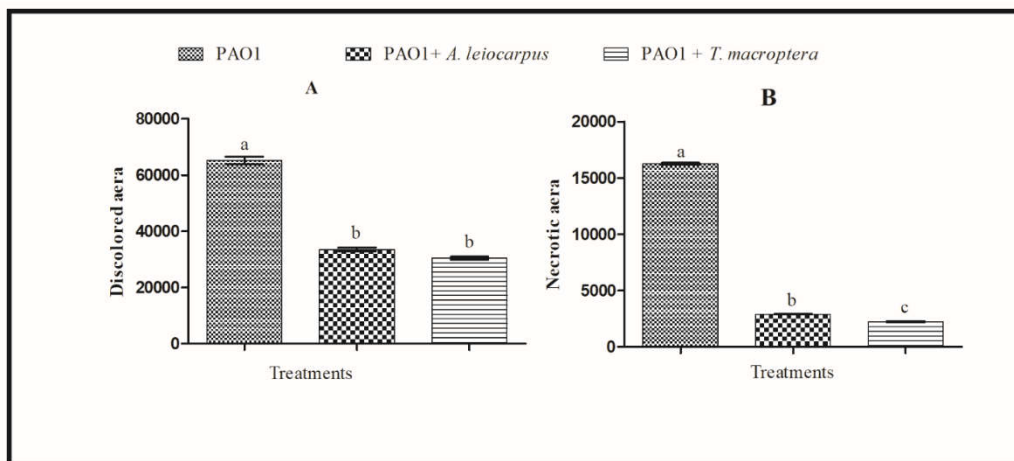 PAO1 PAO1+ A. leiocarpus PAO1 + T. macroptera
A
80000
60000
40000
20000
0
Discolored aera
a
b
b
Treatments
B
20000
15000
10000
5000
0
Necrotic aera
a
b
c
Treatments